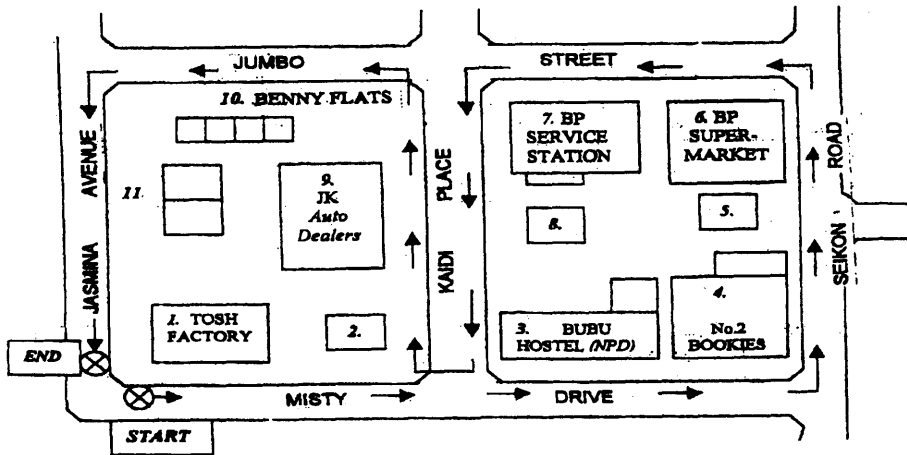 JUMBO
STREET
10. BENNY FLATS
7. BP
SERVICE
STATION
6. BP
SUPER-
MARKET
AVENUE
JASMINA
11.
9.
JK
Auto
Dealers
PLACE
KAIDI
8.
5.
ROAD
SEIKON
1. TOSH
FACTORY
2.
3. BUBU
HOSTEL (NPD)
4.
No.2
BOOKIES
END
MISTY
DRIVE
START